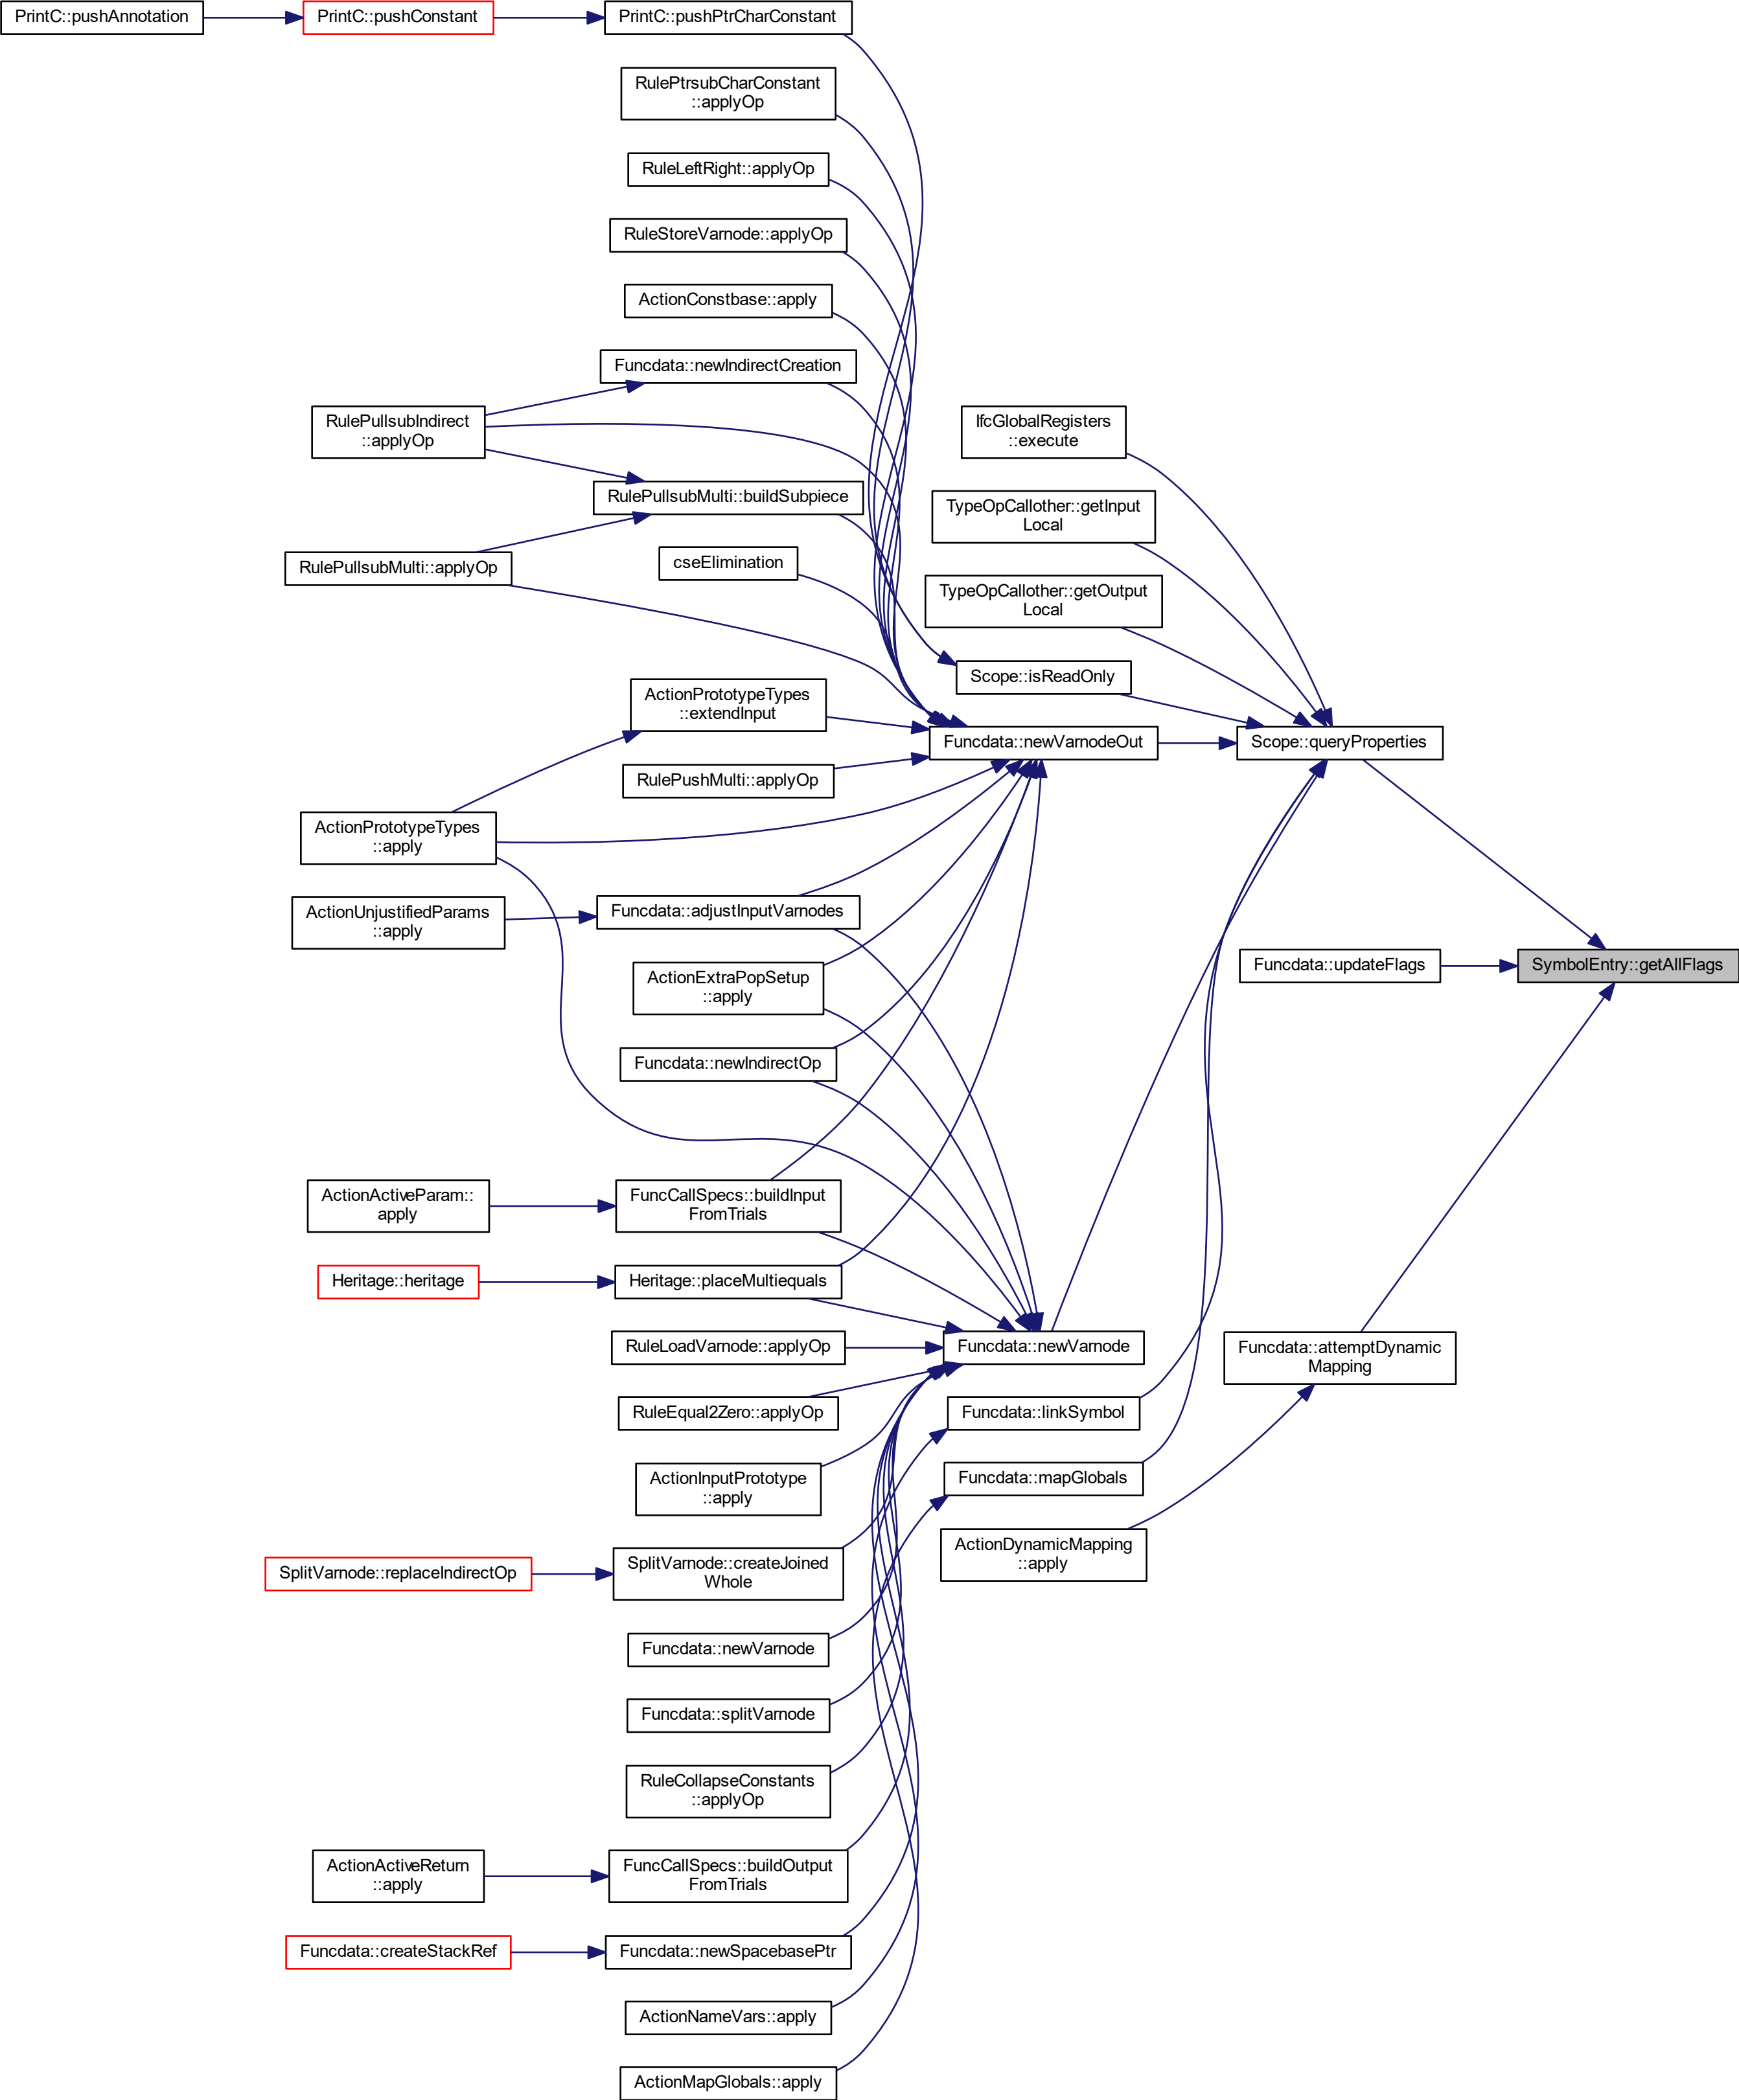 PrintC::pushAnnotation
PrintC::pushConstant
PrintC::pushPtrCharConstant
RulePtrsubCharConstant
::applyOp
RuleLeftRight::applyOp
RuleStoreVarnode::applyOp
ActionConstbase::apply
Funcdata::newIndirectCreation
RulePullsubIndirect
::applyOp
RulePullsubMulti::buildSubpiece
cseElimination
RulePullsubMulti::applyOp
IfcGlobalRegisters
::execute
TypeOpCallother::getInput
Local
TypeOpCallother::getOutput
Local
Scope::isReadOnly
ActionPrototypeTypes
::extendInput
Funcdata::newVarnodeOut
Scope::queryProperties
RulePushMulti::applyOp
ActionPrototypeTypes
::apply
ActionUnjustifiedParams
::apply
Funcdata::adjustInputVarnodes
ActionExtraPopSetup
::apply
Funcdata::updateFlags
SymbolEntry::getAllFlags
Funcdata::newIndirectOp
ActionActiveParam::
apply
FuncCallSpecs::buildInput
FromTrials
Heritage::heritage
Heritage::placeMultiequals
RuleLoadVarnode::applyOp
Funcdata::newVarnode
Funcdata::attemptDynamic
Mapping
RuleEqual2Zero::applyOp
Funcdata::linkSymbol
ActionInputPrototype
::apply
Funcdata::mapGlobals
ActionDynamicMapping
::apply
SplitVarnode::replaceIndirectOp
SplitVarnode::createJoined
Whole
Funcdata::newVarnode
Funcdata::splitVarnode
RuleCollapseConstants
::applyOp
ActionActiveReturn
::apply
FuncCallSpecs::buildOutput
FromTrials
Funcdata::createStackRef
Funcdata::newSpacebasePtr
ActionNameVars::apply
ActionMapGlobals::apply